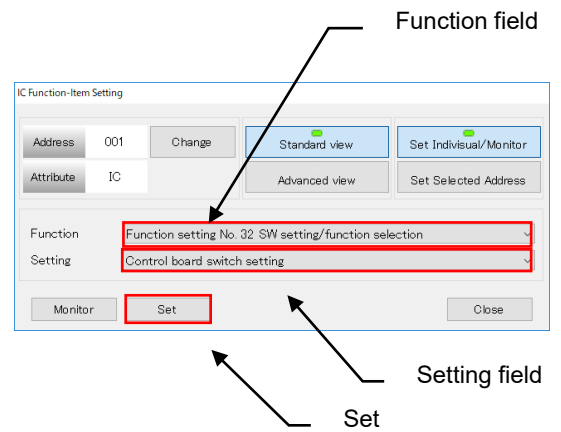 Function field
IC Function-Item Setting
Address 001 Change Standard view Set Indivisual/Monitor
Attribute IC Advanced view Set Selected Address
Function Function setting No. 32 SW setting/function selection
Setting Control board switch setting
Monitor Set Close
Setting field
Set